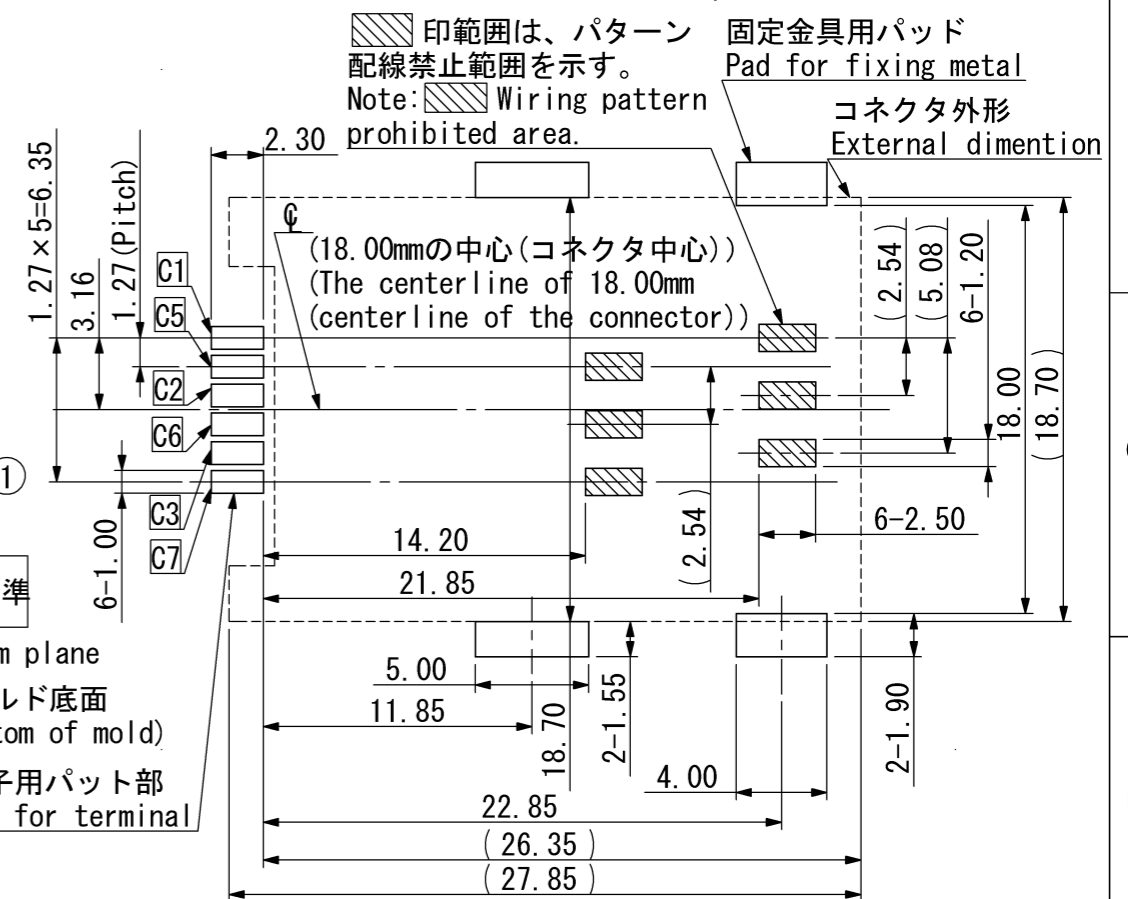 印範囲は、パターン
配線禁止範囲を示す。
Note: Wiring pattern
prohibited area.
固定金具用パッド
Pad for fixing metal
コネクタ外形
External dimention
2.30
1.27×5=6.35
3.16
1.27(Pitch)
℄
(18.00mmの中心(コネクタ中心))
(The centerline of 18.00mm
(centerline of the connector))
C1
C5
C2
C6
C3
C7
(2.54)
(5.08)
6-1.20
18.00
(18.70)
1
6-1.00
14.20
21.85
(2.54)
6-2.50
準
m plane
ルド底面
tom of mold)
子用パット部
for terminal
5.00
11.85
18.70
2-1.55
4.00
2-1.90
22.85
(26.35)
(27.85)